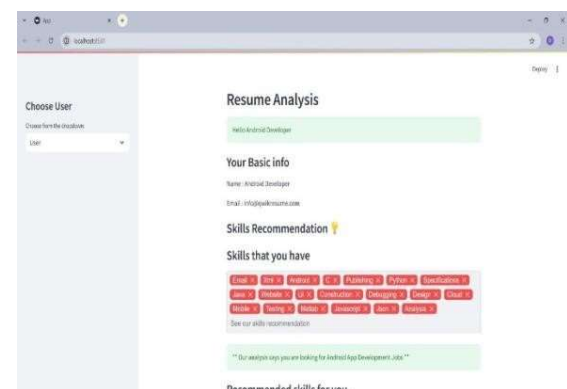 Deploy
Choose User
Choose from the dropdown
User
Resume Analysis
Hello Android Developer
Your Basic info
Name : Android Developer
Email : info@qwikresume.com
Skills Recommendation
Skills that you have
Email × Html × Android × C × Publishing × Python × Specifications ×
Java × Website × UI × Construction × Debugging × Design × Cloud ×
Mobile × Testing × Matlab × Javascript × Json × Analysis ×
See our skills recommendation
** Our analysis says you are looking for Android App Development Jobs **
Recommended skills for you